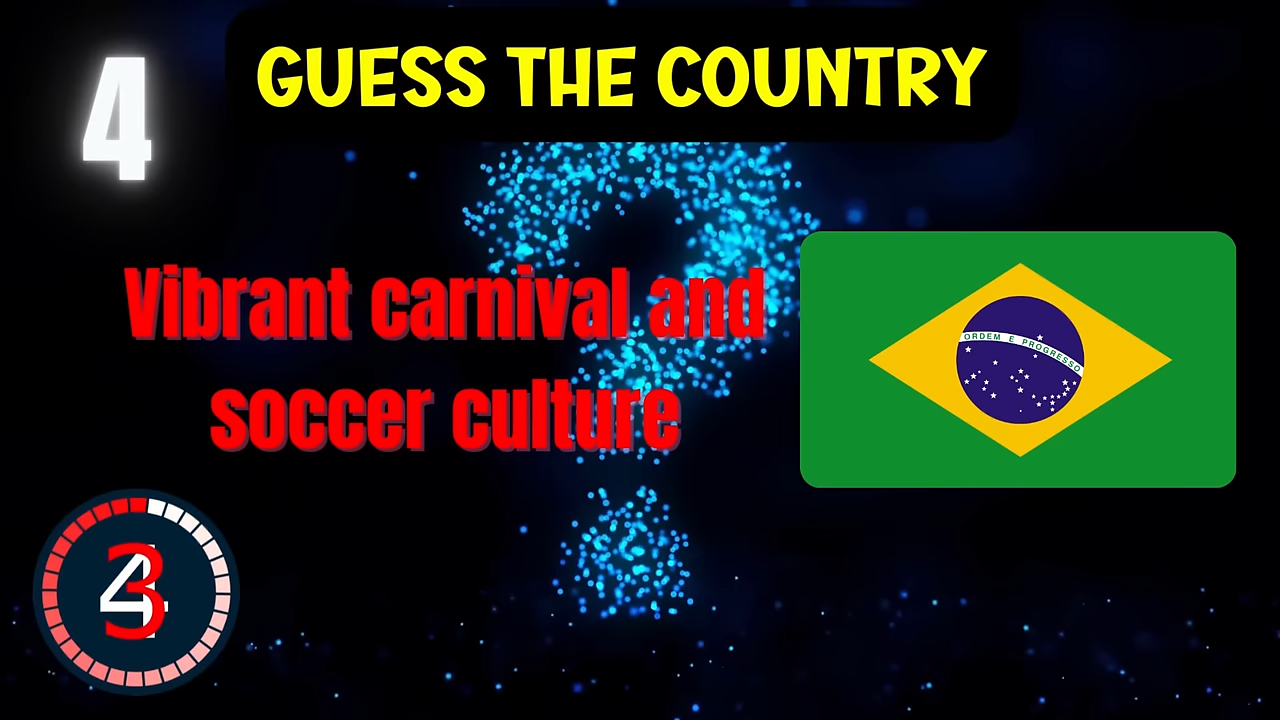 4
GUESS THE COUNTRY
Vibrant carnival and
soccer culture
ORDEM E PROGRESSO